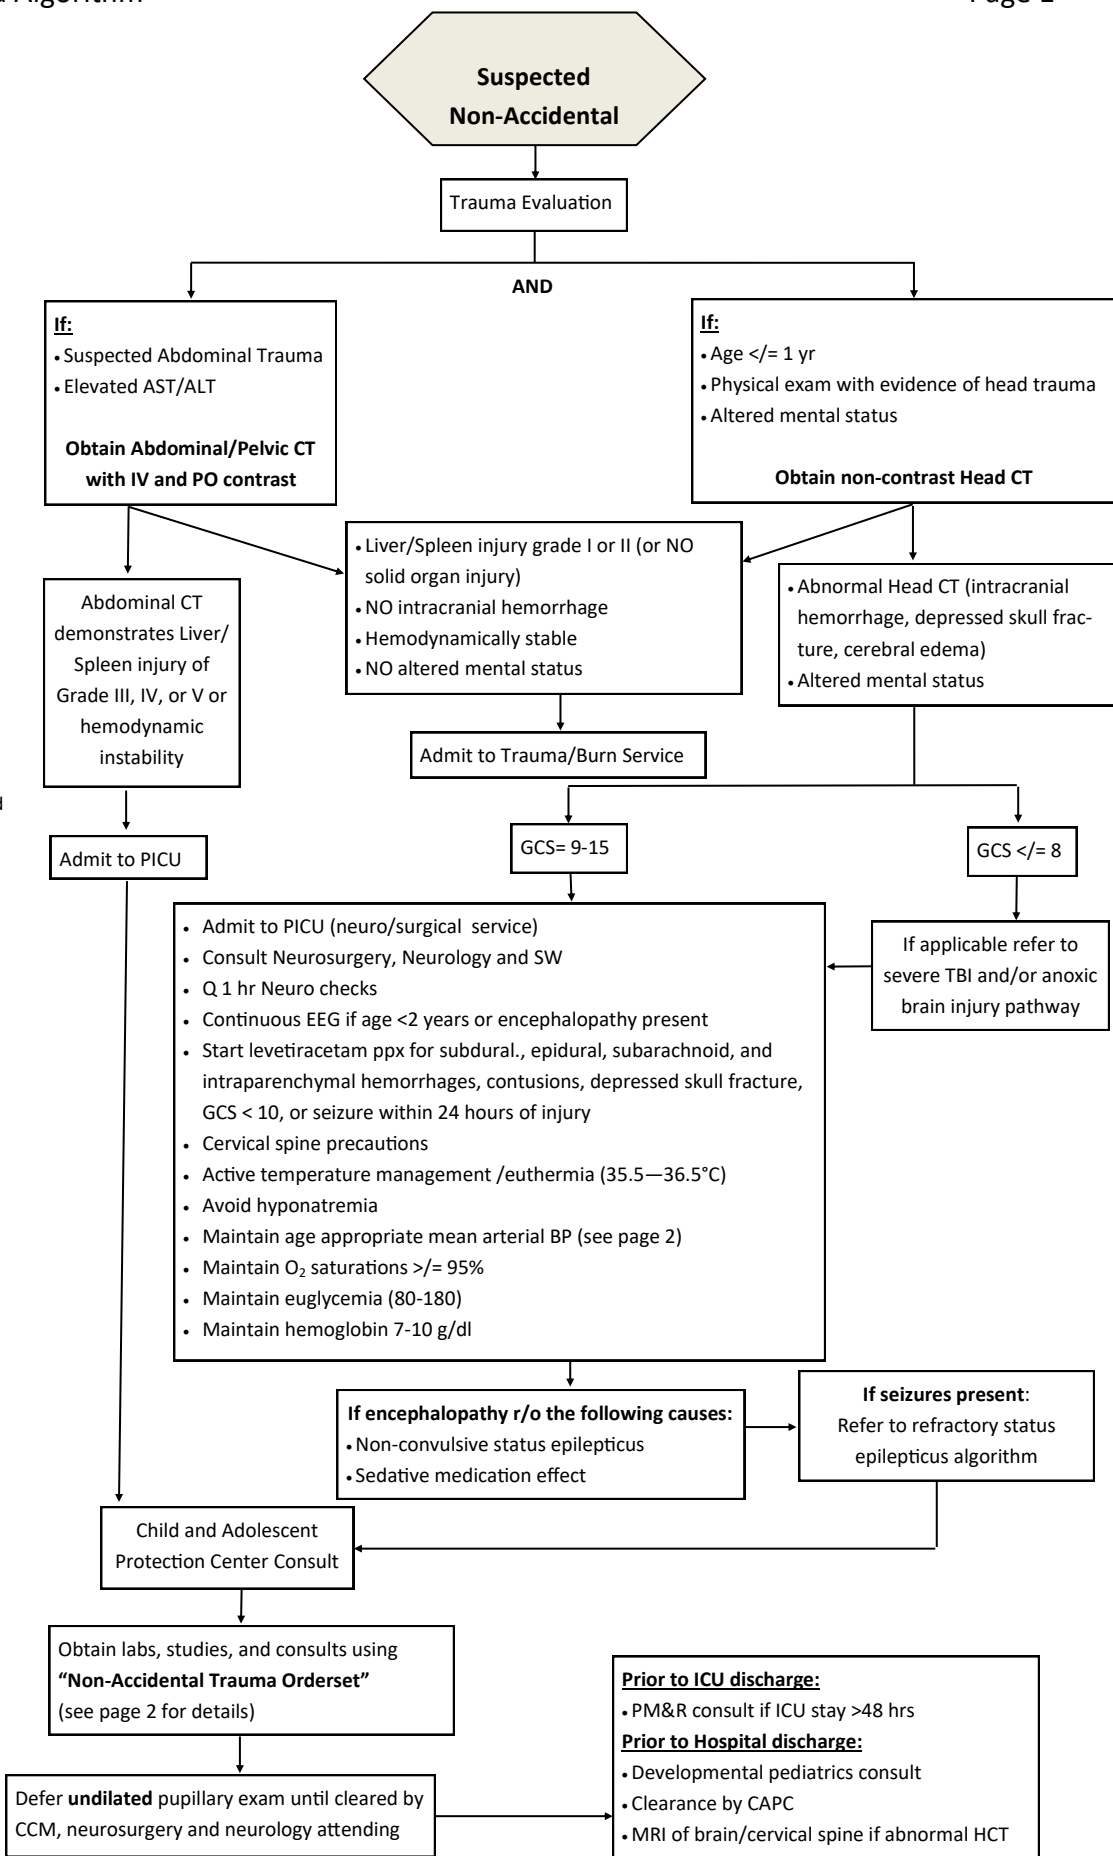 Algorithm
Suspected
Non-Accidental
Trauma Evaluation
AND
If:
• Suspected Abdominal Trauma
• Elevated AST/ALT
Obtain Abdominal/Pelvic CT
with IV and PO contrast
If:
• Age </= 1 yr
• Physical exam with evidence of head trauma
• Altered mental status
Obtain non-contrast Head CT
• Liver/Spleen injury grade I or II (or NO
solid organ injury)
• NO intracranial hemorrhage
• Hemodynamically stable
• NO altered mental status
Abdominal CT
demonstrates Liver/
Spleen injury of
Grade III, IV, or V or
hemodynamic
instability
• Abnormal Head CT (intracranial
hemorrhage, depressed skull frac-
ture, cerebral edema)
• Altered mental status
Admit to Trauma/Burn Service
Admit to PICU
GCS= 9-15
GCS </= 8
If applicable refer to
severe TBI and/or anoxic
brain injury pathway
• Admit to PICU (neuro/surgical service)
• Consult Neurosurgery, Neurology and SW
• Q 1 hr Neuro checks
• Continuous EEG if age <2 years or encephalopathy present
• Start levetiracetam ppx for subdural., epidural, subarachnoid, and
intraparenchymal hemorrhages, contusions, depressed skull fracture,
GCS < 10, or seizure within 24 hours of injury
• Cervical spine precautions
• Active temperature management /euthermia (35.5—36.5°C)
• Avoid hyponatremia
• Maintain age appropriate mean arterial BP (see page 2)
• Maintain O₂ saturations >/= 95%
• Maintain euglycemia (80-180)
• Maintain hemoglobin 7-10 g/dl
If encephalopathy r/o the following causes:
• Non-convulsive status epilepticus
• Sedative medication effect
If seizures present:
Refer to refractory status
epilepticus algorithm
Child and Adolescent
Protection Center Consult
Obtain labs, studies, and consults using
“Non-Accidental Trauma Orderset”
(see page 2 for details)
Defer undilated pupillary exam until cleared by
CCM, neurosurgery and neurology attending
Prior to ICU discharge:
• PM&R consult if ICU stay >48 hrs
Prior to Hospital discharge:
• Developmental pediatrics consult
• Clearance by CAPC
• MRI of brain/cervical spine if abnormal HCT